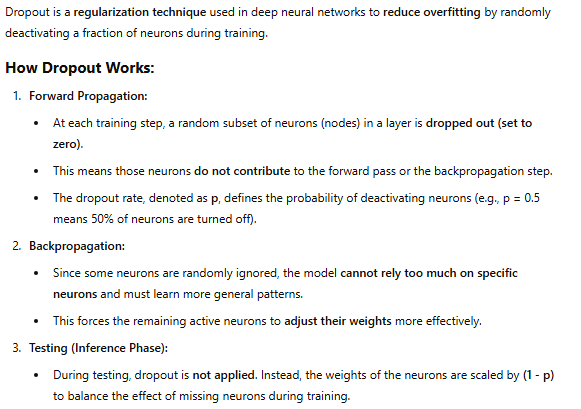 Dropout is a regularization technique used in deep neural networks to reduce overfitting by randomly
deactivating a fraction of neurons during training.
How Dropout Works:
1. Forward Propagation:
• At each training step, a random subset of neurons (nodes) in a layer is dropped out (set to
zero).
• This means those neurons do not contribute to the forward pass or the backpropagation step.
• The dropout rate, denoted as p, defines the probability of deactivating neurons (e.g., p = 0.5
means 50% of neurons are turned off).
2. Backpropagation:
• Since some neurons are randomly ignored, the model cannot rely too much on specific
neurons and must learn more general patterns.
• This forces the remaining active neurons to adjust their weights more effectively.
3. Testing (Inference Phase):
• During testing, dropout is not applied. Instead, the weights of the neurons are scaled by (1 - p)
to balance the effect of missing neurons during training.